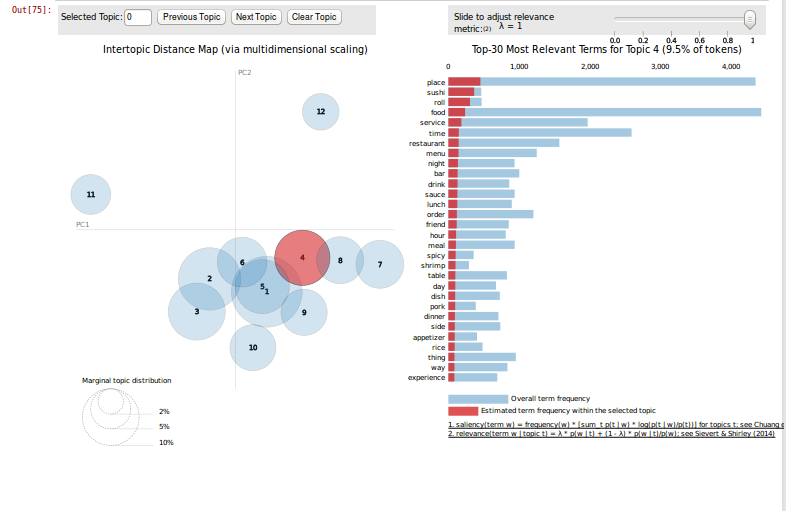 Out[75]:
Selected Topic: 0 Previous Topic Next Topic Clear Topic
Slide to adjust relevance
metric:(2) λ = 1
0.0 0.2 0.4 0.6 0.8 1
Intertopic Distance Map (via multidimensional scaling)
PC2
PC1
12
11
6
4
8
7
2
5
1
3
9
10
Marginal topic distribution
2%
5%
10%
Top-30 Most Relevant Terms for Topic 4 (9.5% of tokens)
0 1,000 2,000 3,000 4,000
place
sushi
roll
food
service
time
restaurant
menu
night
bar
drink
sauce
lunch
order
friend
hour
meal
spicy
shrimp
table
day
dish
pork
dinner
side
appetizer
rice
thing
way
experience
Overall term frequency
Estimated term frequency within the selected topic
1. saliency(term w) = frequency(w) * [sum_t p(t | w) * log(p(t | w)/p(t))] for topics t; see Chuang e
2. relevance(term w | topic t) = λ * p(w | t) + (1 - λ) * p(w | t)/p(w); see Sievert & Shirley (2014)